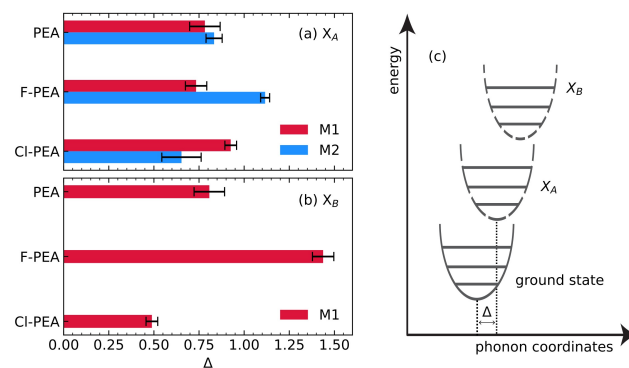 (a) X_A
PEA
F-PEA
Cl-PEA
M1
M2
(b) X_B
PEA
F-PEA
Cl-PEA
M1
0.00 0.25 0.50 0.75 1.00 1.25 1.50
Δ
(c)
energy
X_B
X_A
ground state
Δ
phonon coordinates